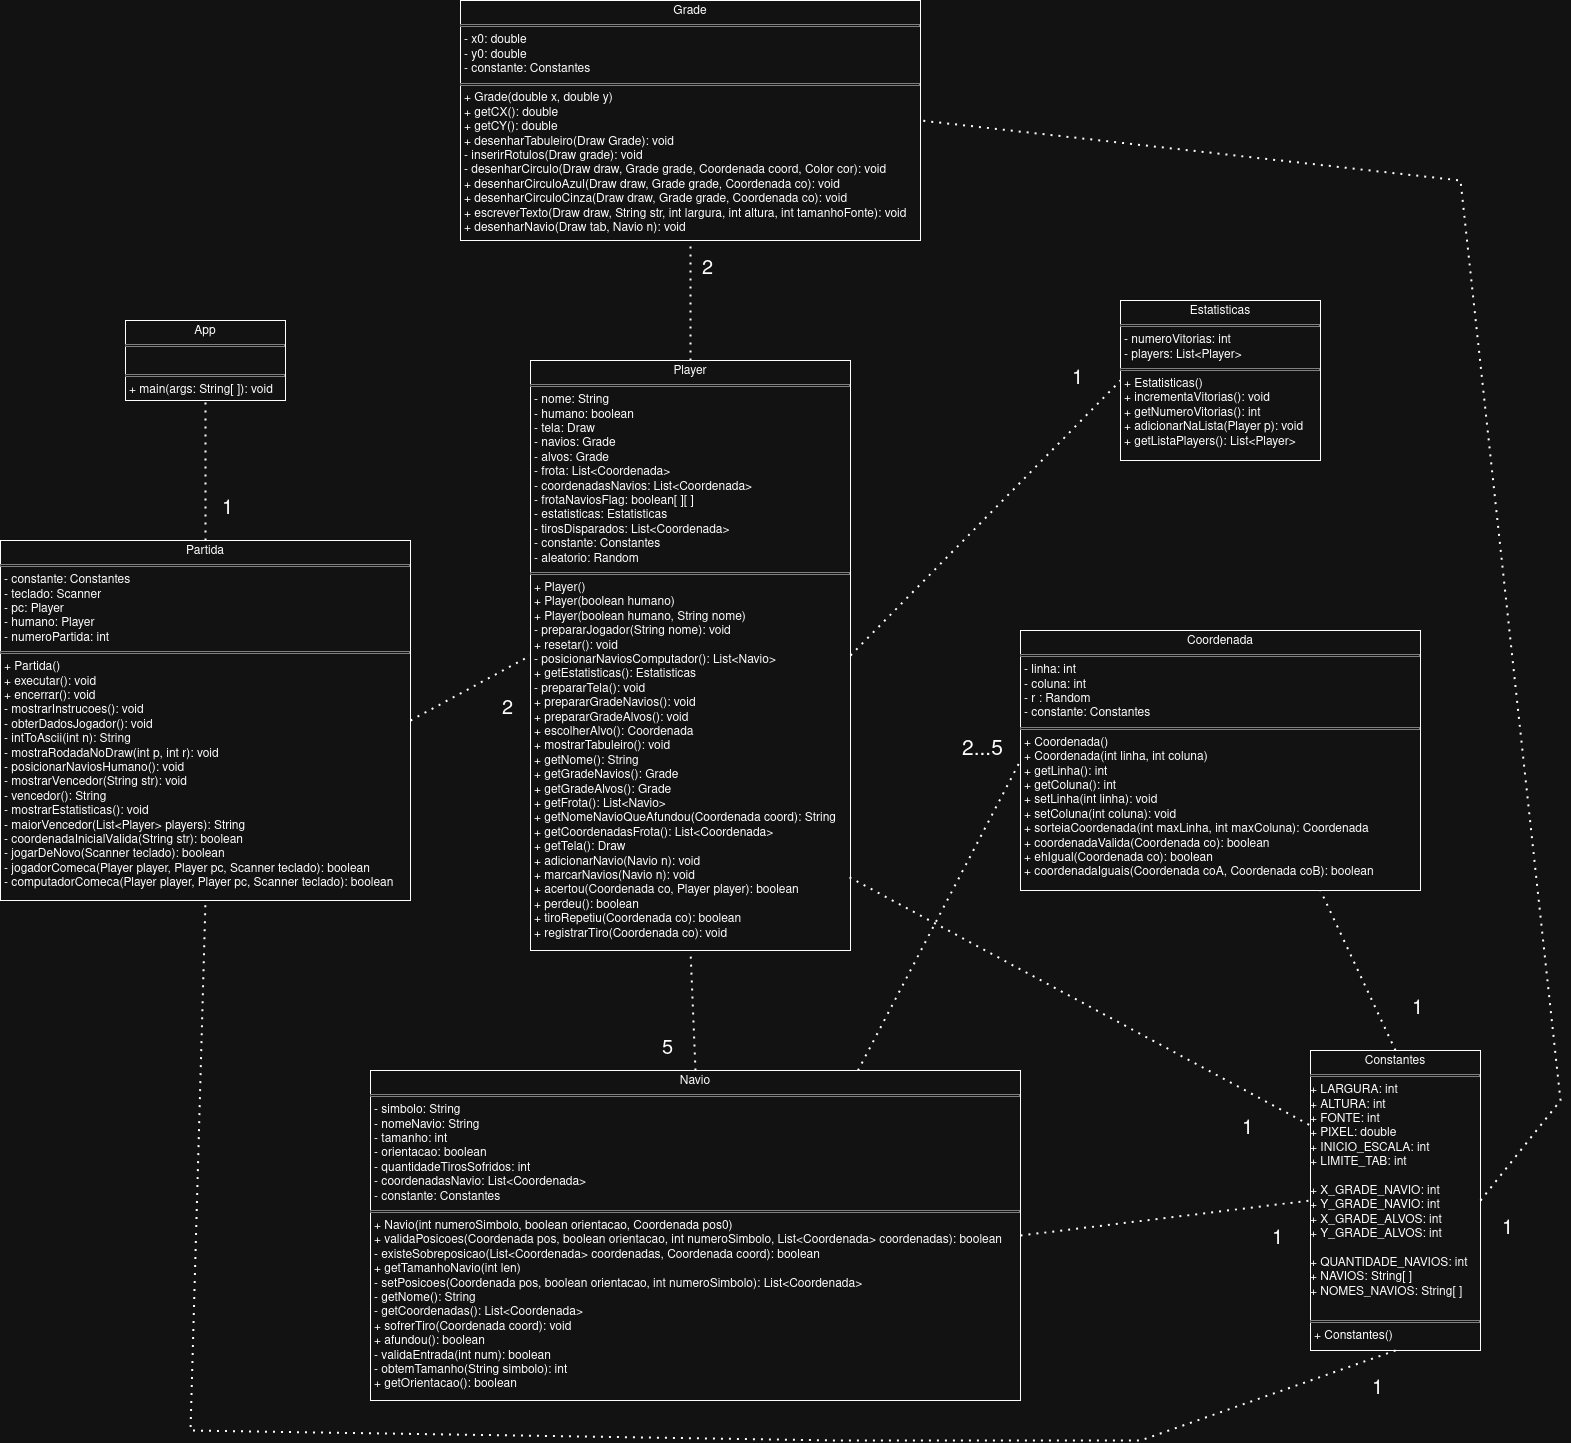 Grade
- x0: double
- y0: double
- constante: Constantes
+ Grade(double x, double y)
+ getCX(): double
+ getCY(): double
+ desenharTabuleiro(Draw Grade): void
- inserirRotulos(Draw grade): void
- desenharCirculo(Draw draw, Grade grade, Coordenada coord, Color cor): void
+ desenharCirculoAzul(Draw draw, Grade grade, Coordenada co): void
+ desenharCirculoCinza(Draw draw, Grade grade, Coordenada co): void
+ escreverTexto(Draw draw, String str, int largura, int altura, int tamanhoFonte): void
+ desenharNavio(Draw tab, Navio n): void
2
App
+ main(args: String[ ]): void
1
Estatisticas
- numeroVitorias: int
- players: List<Player>
+ Estatisticas()
+ incrementaVitorias(): void
+ getNumeroVitorias(): int
+ adicionarNaLista(Player p): void
+ getListaPlayers(): List<Player>
1
Player
- nome: String
- humano: boolean
- tela: Draw
- navios: Grade
- alvos: Grade
- frota: List<Coordenada>
- coordenadasNavios: List<Coordenada>
- frotaNaviosFlag: boolean[ ][ ]
- estatisticas: Estatisticas
- tirosDisparados: List<Coordenada>
- constante: Constantes
- aleatorio: Random
+ Player()
+ Player(boolean humano)
+ Player(boolean humano, String nome)
- prepararJogador(String nome): void
+ resetar(): void
- posicionarNaviosComputador(): List<Navio>
+ getEstatisticas(): Estatisticas
- prepararTela(): void
+ prepararGradeNavios(): void
+ prepararGradeAlvos(): void
+ escolherAlvo(): Coordenada
+ mostrarTabuleiro(): void
+ getNome(): String
+ getGradeNavios(): Grade
+ getGradeAlvos(): Grade
+ getFrota(): List<Navio>
+ getNomeNavioQueAfundou(Coordenada coord): String
+ getCoordenadasFrota(): List<Coordenada>
+ getTela(): Draw
+ adicionarNavio(Navio n): void
+ marcarNavios(Navio n): void
+ acertou(Coordenada co, Player player): boolean
+ perdeu(): boolean
+ tiroRepetiu(Coordenada co): boolean
+ registrarTiro(Coordenada co): void
Partida
- constante: Constantes
- teclado: Scanner
- pc: Player
- humano: Player
- numeroPartida: int
+ Partida()
+ executar(): void
+ encerrar(): void
- mostrarInstrucoes(): void
- obterDadosJogador(): void
- intToAscii(int n): String
- mostraRodadaNoDraw(int p, int r): void
- posicionarNaviosHumano(): void
- mostrarVencedor(String str): void
- vencedor(): String
- mostrarEstatisticas(): void
- maiorVencedor(List<Player> players): String
- coordenadaInicialValida(String str): boolean
- jogarDeNovo(Scanner teclado): boolean
- jogadorComeca(Player player, Player pc, Scanner teclado): boolean
- computadorComeca(Player player, Player pc, Scanner teclado): boolean
2
Coordenada
- linha: int
- coluna: int
- r : Random
- constante: Constantes
+ Coordenada()
+ Coordenada(int linha, int coluna)
+ getLinha(): int
+ getColuna(): int
+ setLinha(int linha): void
+ setColuna(int coluna): void
+ sorteiaCoordenada(int maxLinha, int maxColuna): Coordenada
+ coordenadaValida(Coordenada co): boolean
+ ehIgual(Coordenada co): boolean
+ coordenadaIguais(Coordenada coA, Coordenada coB): boolean
2...5
1
5
Navio
- simbolo: String
- nomeNavio: String
- tamanho: int
- orientacao: boolean
- quantidadeTirosSofridos: int
- coordenadasNavio: List<Coordenada>
- constante: Constantes
+ Navio(int numeroSimbolo, boolean orientacao, Coordenada pos0)
+ validaPosicoes(Coordenada pos, boolean orientacao, int numeroSimbolo, List<Coordenada> coordenadas): boolean
- existeSobreposicao(List<Coordenada> coordenadas, Coordenada coord): boolean
+ getTamanhoNavio(int len)
- setPosicoes(Coordenada pos, boolean orientacao, int numeroSimbolo): List<Coordenada>
- getNome(): String
- getCoordenadas(): List<Coordenada>
+ sofrerTiro(Coordenada coord): void
+ afundou(): boolean
- validaEntrada(int num): boolean
- obtemTamanho(String simbolo): int
+ getOrientacao(): boolean
Constantes
+ LARGURA: int
+ ALTURA: int
+ FONTE: int
+ PIXEL: double
+ INICIO_ESCALA: int
+ LIMITE_TAB: int
+ X_GRADE_NAVIO: int
+ Y_GRADE_NAVIO: int
+ X_GRADE_ALVOS: int
+ Y_GRADE_ALVOS: int
+ QUANTIDADE_NAVIOS: int
+ NAVIOS: String[ ]
+ NOMES_NAVIOS: String[ ]
+ Constantes()
1
1
1
1